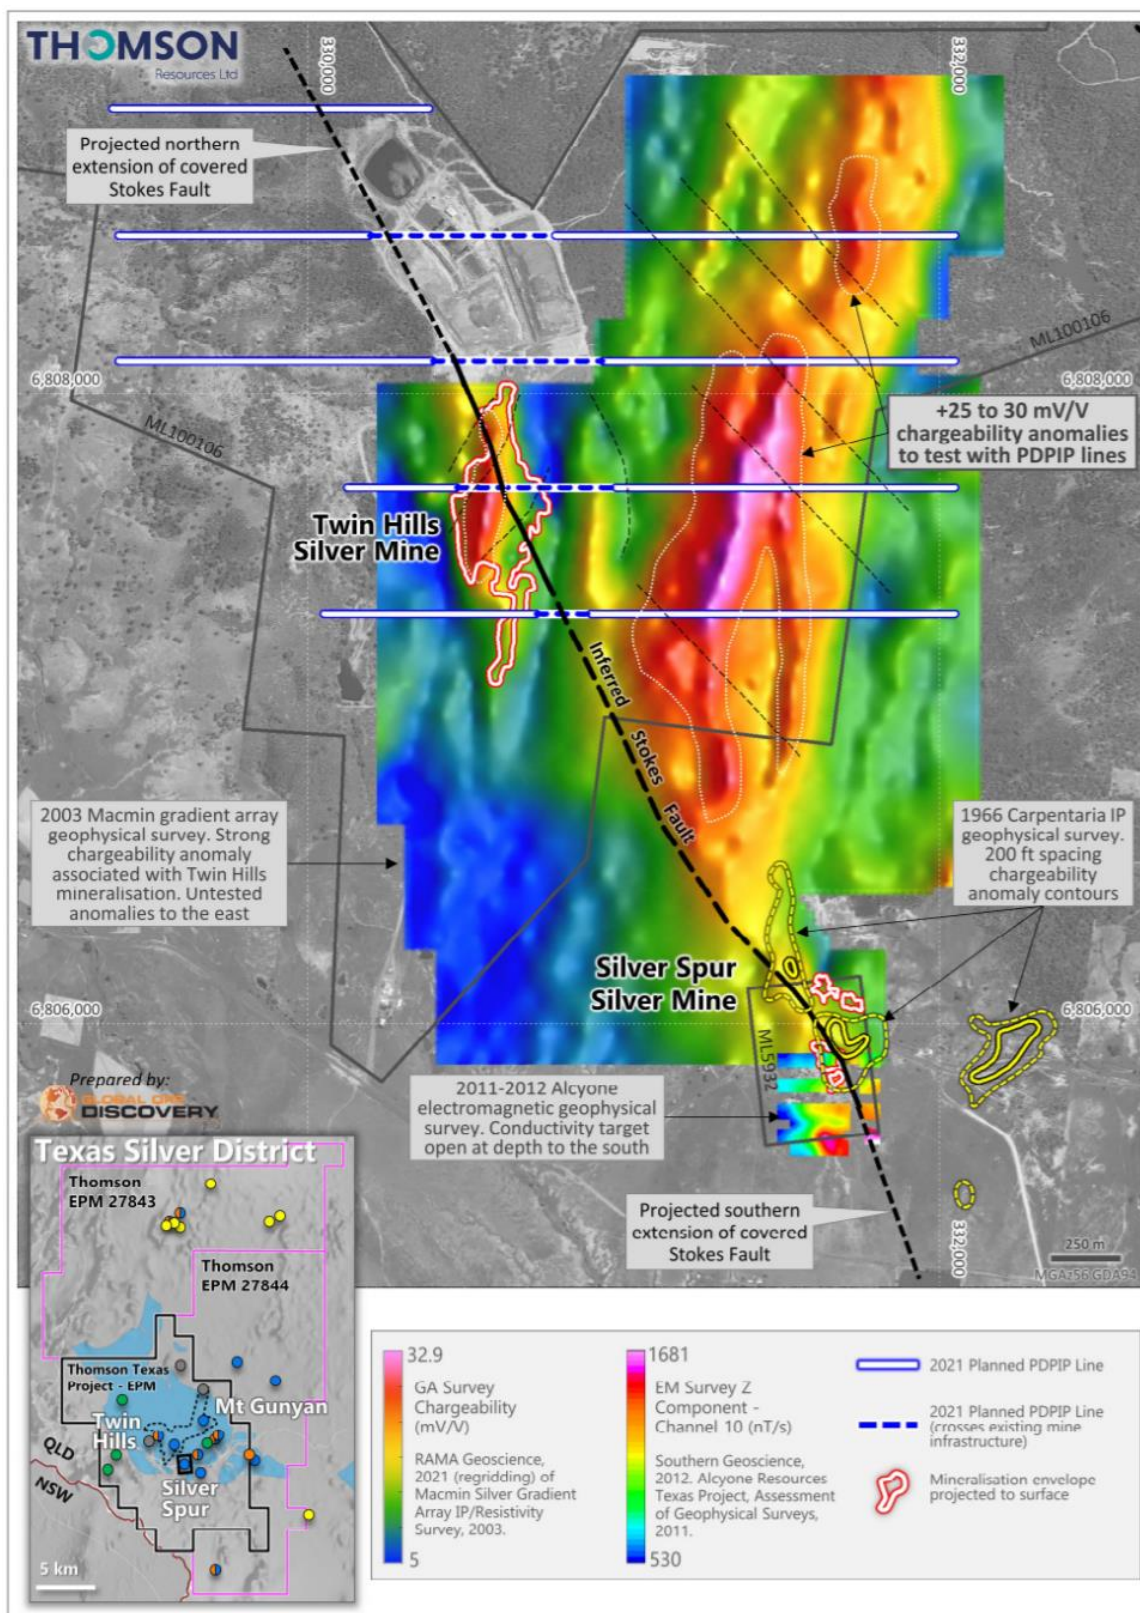 THOMSON
Resources Ltd
330,000
332,000
Projected northern
extension of covered
Stokes Fault
ML100106
6,808,000
6,808,000
ML100106
+25 to 30 mV/V
chargeability anomalies
to test with PDPIP lines
Twin Hills
Silver Mine
Inferred
Stokes
Fault
2003 Macmin gradient array
geophysical survey. Strong
chargeability anomaly
associated with Twin Hills
mineralisation. Untested
anomalies to the east
1966 Carpentaria IP
geophysical survey.
200 ft spacing
chargeability
anomaly contours
Silver Spur
Silver Mine
6,806,000
6,806,000
ML5932
Prepared by:
GLOBAL ORE
DISCOVERY
2011-2012 Alcyone
electromagnetic geophysical
survey. Conductivity target
open at depth to the south
Projected southern
extension of covered
Stokes Fault
332,000
250 m
MGAz56 GDA94
Texas Silver District
Thomson
EPM 27843
Thomson
EPM 27844
Thomson Texas
Project - EPM
Mt Gunyan
Twin
Hills
QLD
NSW
Silver
Spur
5 km
32.9
GA Survey
Chargeability
(mV/V)
RAMA Geoscience,
2021 (regridding) of
Macmin Silver Gradient
Array IP/Resistivity
Survey, 2003.
5
1681
EM Survey Z
Component -
Channel 10 (nT/s)
Southern Geoscience,
2012. Alcyone Resources
Texas Project, Assessment
of Geophysical Surveys,
2011.
530
2021 Planned PDPIP Line
2021 Planned PDPIP Line
(crosses existing mine
infrastructure)
Mineralisation envelope
projected to surface